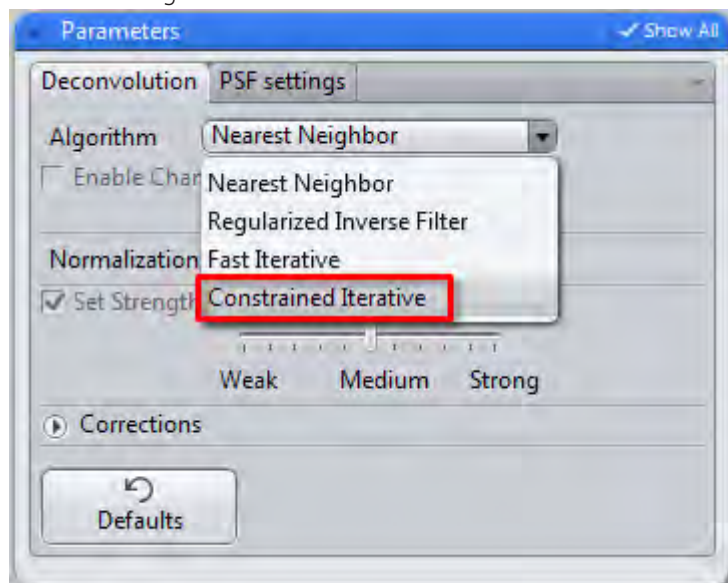 Parameters
Show All
Deconvolution PSF settings
Algorithm Nearest Neighbor
Enable Char
Nearest Neighbor
Regularized Inverse Filter
Normalization Fast Iterative
Set Strength Constrained Iterative
Weak Medium Strong
Corrections
Defaults